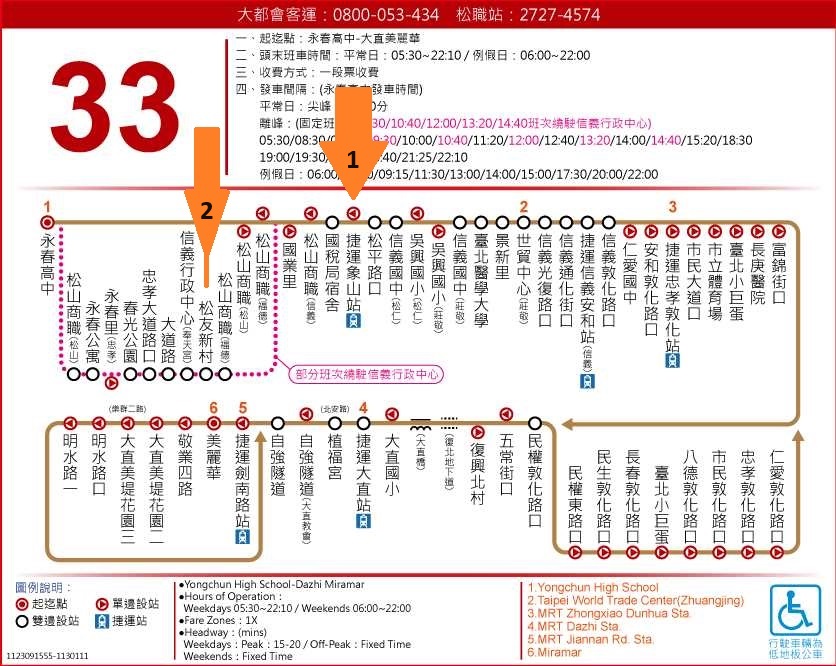 大都會客運：0800-053-434 松職站：2727-4574
33
一、起迄點：永春高中-大直美麗華
二、頭末班車時間：平常日：05:30~22:10 / 例假日：06:00~22:00
三、收費方式：一段票收費
四、發車間隔：(永春高中發車時間)
平常日：尖峰
分
離峰：(固定班
30/10:40/12:00/13:20/14:40班次繞駛信義行政中心)
05:30/08:30/0
30/10:00/10:40/11:20/12:00/12:40/13:20/14:00/14:40/15:20/18:30
19:00/19:30
40/21:25/22:10
例假日：06:00
/09:15/11:30/13:00/14:00/15:00/17:30/20:00/22:00
1
2
1
2
3
永春高中
松山商職(松山)
永春公寓
永春里(忠孝)
春光公園
忠孝大道路口
大道路
信義行政中心(奉天宮)
松友新村
松山商職(福德)
松山商職(松山)
松山商職(福德)
國業里
松山商職(信義)
國稅局宿舍
捷運象山站
松平路口
信義國中(松仁)
吳興國小(松仁)
吳興國小(莊敬)
信義國中(莊敬)
臺北醫學大學
景新里
世貿中心(莊敬)
信義光復路口
信義通化街口
捷運信義安和站(信義)
信義敦化路口
仁愛國中
安和敦化路口
捷運忠孝敦化站
市民大道口
市立體育場
臺北小巨蛋
長庚醫院
富錦街口
部分班次繞駛信義行政中心
(樂群二路)
6
5
(北安路)
4
明水路一
明水路口
大直美堤花園三
大直美堤花園二
敬業四路
美麗華
捷運劍南路站
自強隧道
自強隧道(大直教會)
植福宮
捷運大直站
大直國小
(大直橋)
(復北地下道)
復興北村
五常街口
民權敦化路口
民權東路口
民生敦化路口
長春敦化路口
臺北小巨蛋
八德敦化路口
市民敦化路口
忠孝敦化路口
仁愛敦化路口
圖例說明：
起迄點
單邊設站
雙邊設站
捷運站
1123091555-1130111
●Yongchun High School-Dazhi Miramar
●Hours of Operation：
Weekdays 05:30~22:10 / Weekends 06:00~22:00
●Fare Zones：1X
●Headway：(mins)
Weekdays：Peak：15-20 / Off-Peak：Fixed Time
Weekends：Fixed Time
1.Yongchun High School
2.Taipei World Trade Center(Zhuangjing)
3.MRT Zhongxiao Dunhua Sta.
4.MRT Dazhi Sta.
5.MRT Jiannan Rd. Sta.
6.Miramar
行駛車輛為
低地板公車